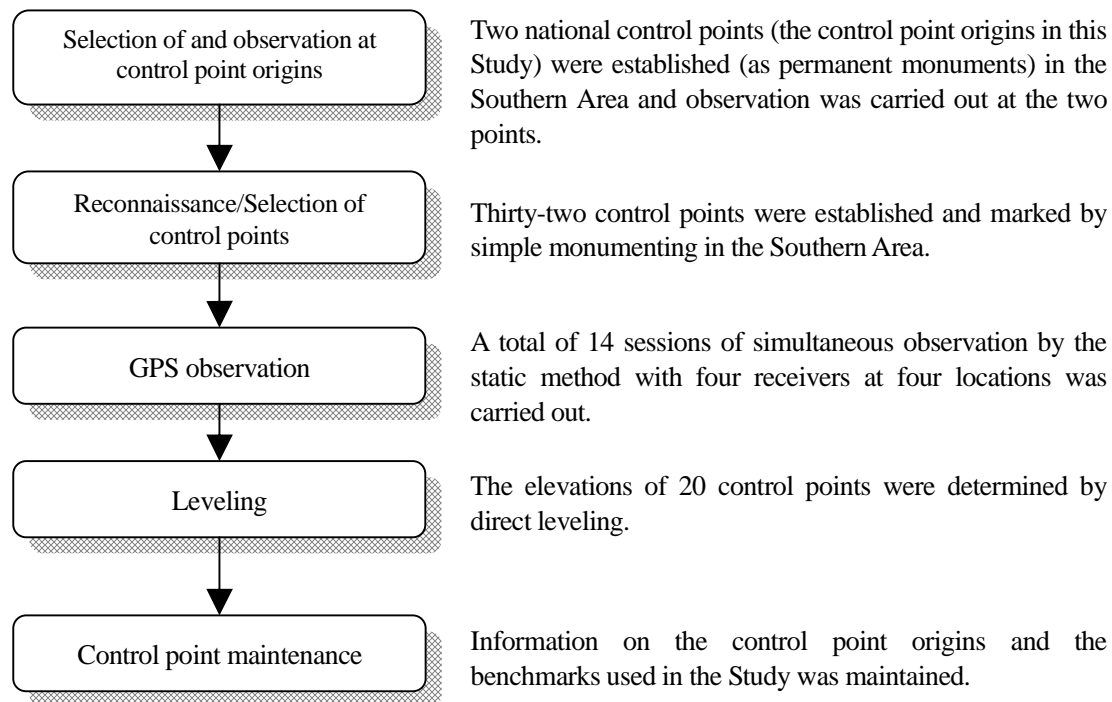 Selection of and observation at
control point origins
Two national control points (the control point origins in this
Study) were established (as permanent monuments) in the
Southern Area and observation was carried out at the two
points.
Reconnaissance/Selection of
control points
Thirty-two control points were established and marked by
simple monumenting in the Southern Area.
GPS observation
A total of 14 sessions of simultaneous observation by the
static method with four receivers at four locations was
carried out.
Leveling
The elevations of 20 control points were determined by
direct leveling.
Control point maintenance
Information on the control point origins and the
benchmarks used in the Study was maintained.